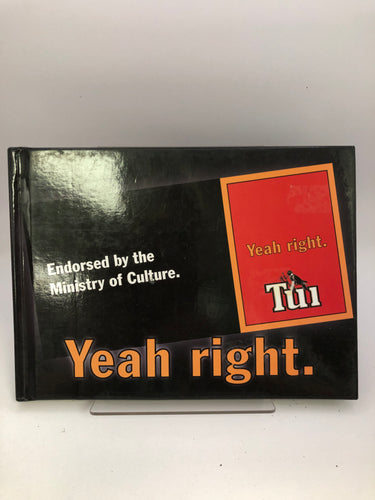 Endorsed by the
Ministry of Culture.
Yeah right.
Tui
Yeah right.